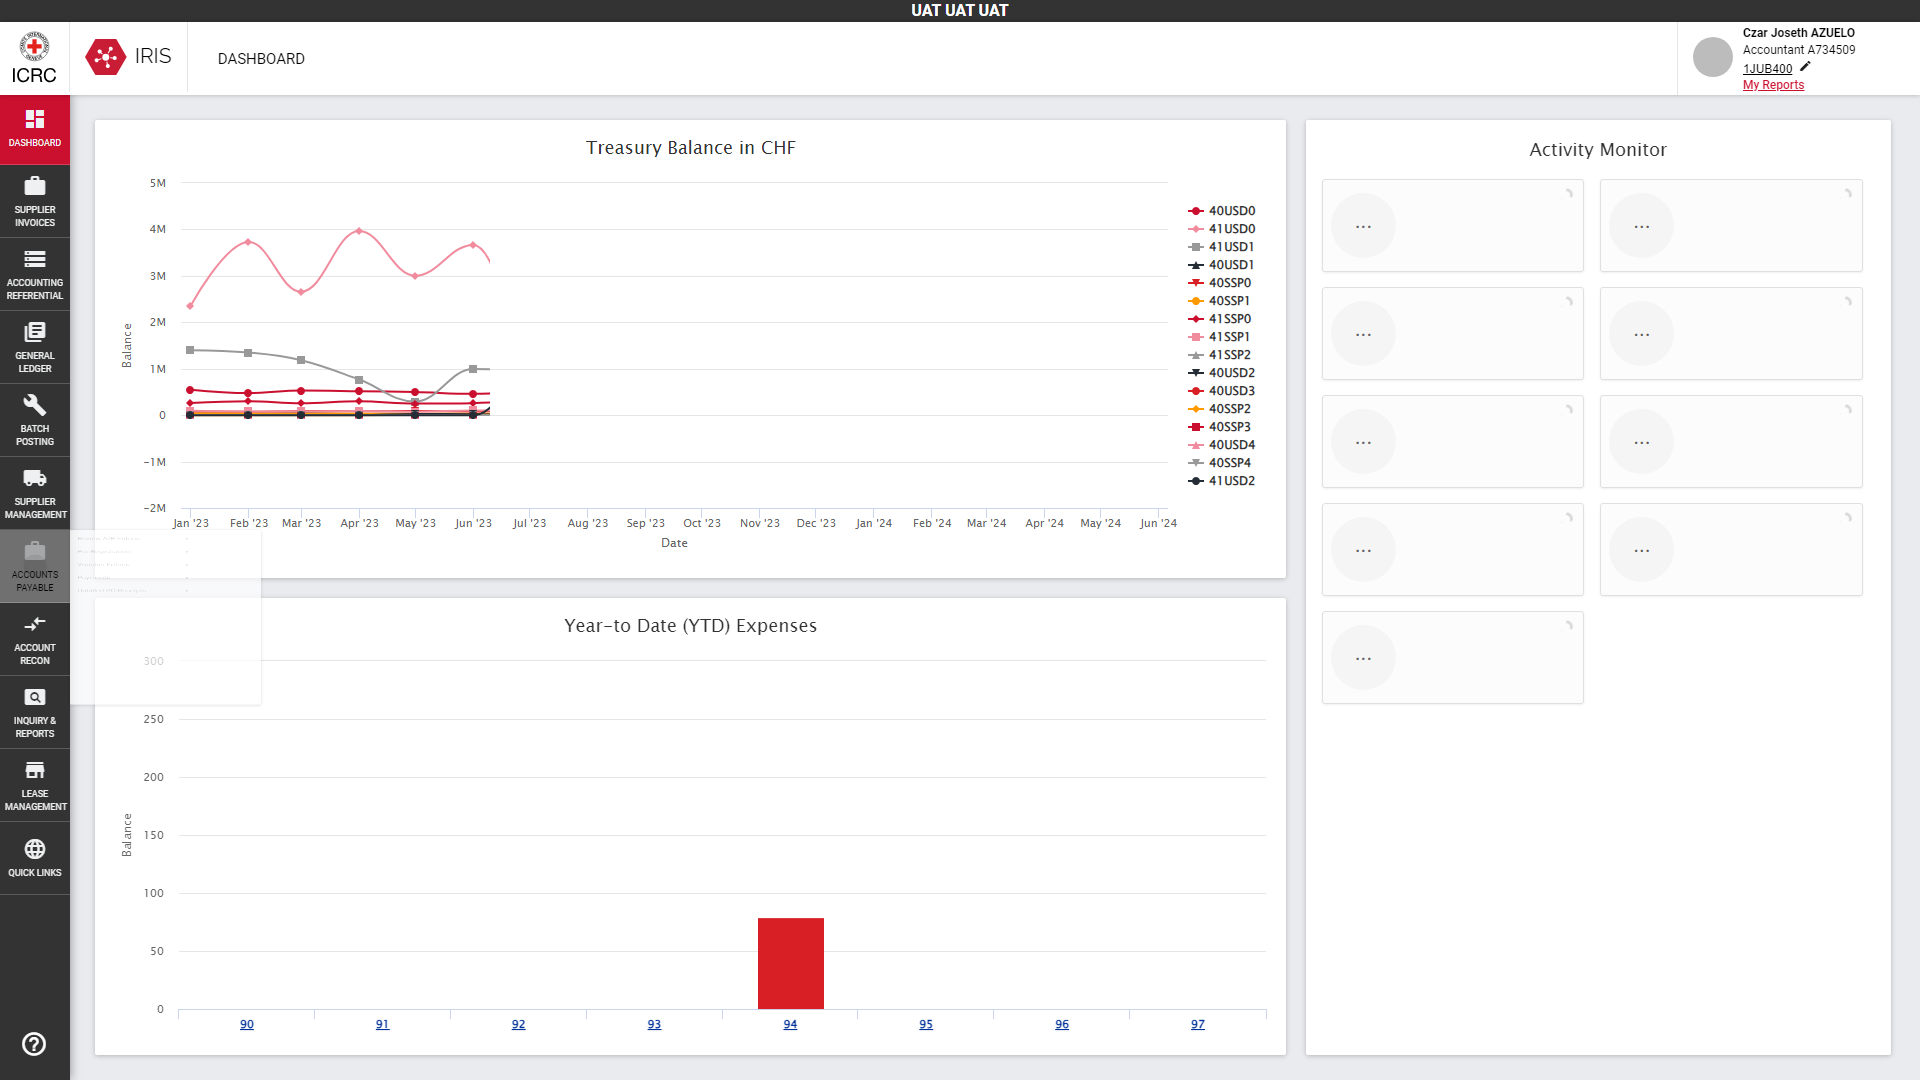 UAT UAT UAT
ICRC
IRIS
DASHBOARD
Czar Joseth AZUELO
Accountant A734509
1JUB400
My Reports
DASHBOARD
SUPPLIER
INVOICES
ACCOUNTING
REFERENTIAL
GENERAL
LEDGER
BATCH
POSTING
SUPPLIER
MANAGEMENT
ACCOUNTS
PAYABLE
ACCOUNT
RECON
INQUIRY &
REPORTS
LEASE
MANAGEMENT
QUICK LINKS
Treasury Balance in CHF
5M
4M
3M
2M
1M
0
-1M
-2M
Balance
Jan '23 Feb '23 Mar '23 Apr '23 May '23 Jun '23 Jul '23 Aug '23 Sep '23 Oct '23 Nov '23 Dec '23 Jan '24 Feb '24 Mar '24 Apr '24 May '24 Jun '24
Date
40USD0
41USD0
41USD1
40USD1
40SSP0
40SSP1
41SSP0
41SSP1
41SSP2
40USD2
40USD3
40SSP2
40SSP3
40USD4
40SSP4
41USD2
Year-to Date (YTD) Expenses
300
250
200
150
100
50
0
Balance
90 91 92 93 94 95 96 97
Activity Monitor
... ...
... ...
... ...
... ...
...